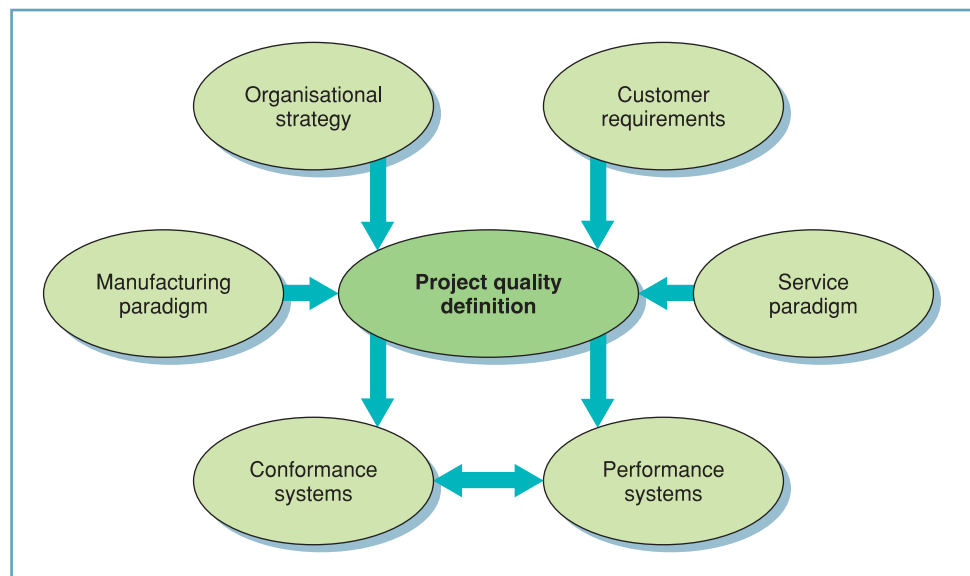 Organisational
strategy
Customer
requirements
Manufacturing
paradigm
Project quality
definition
Service
paradigm
Conformance
systems
Performance
systems